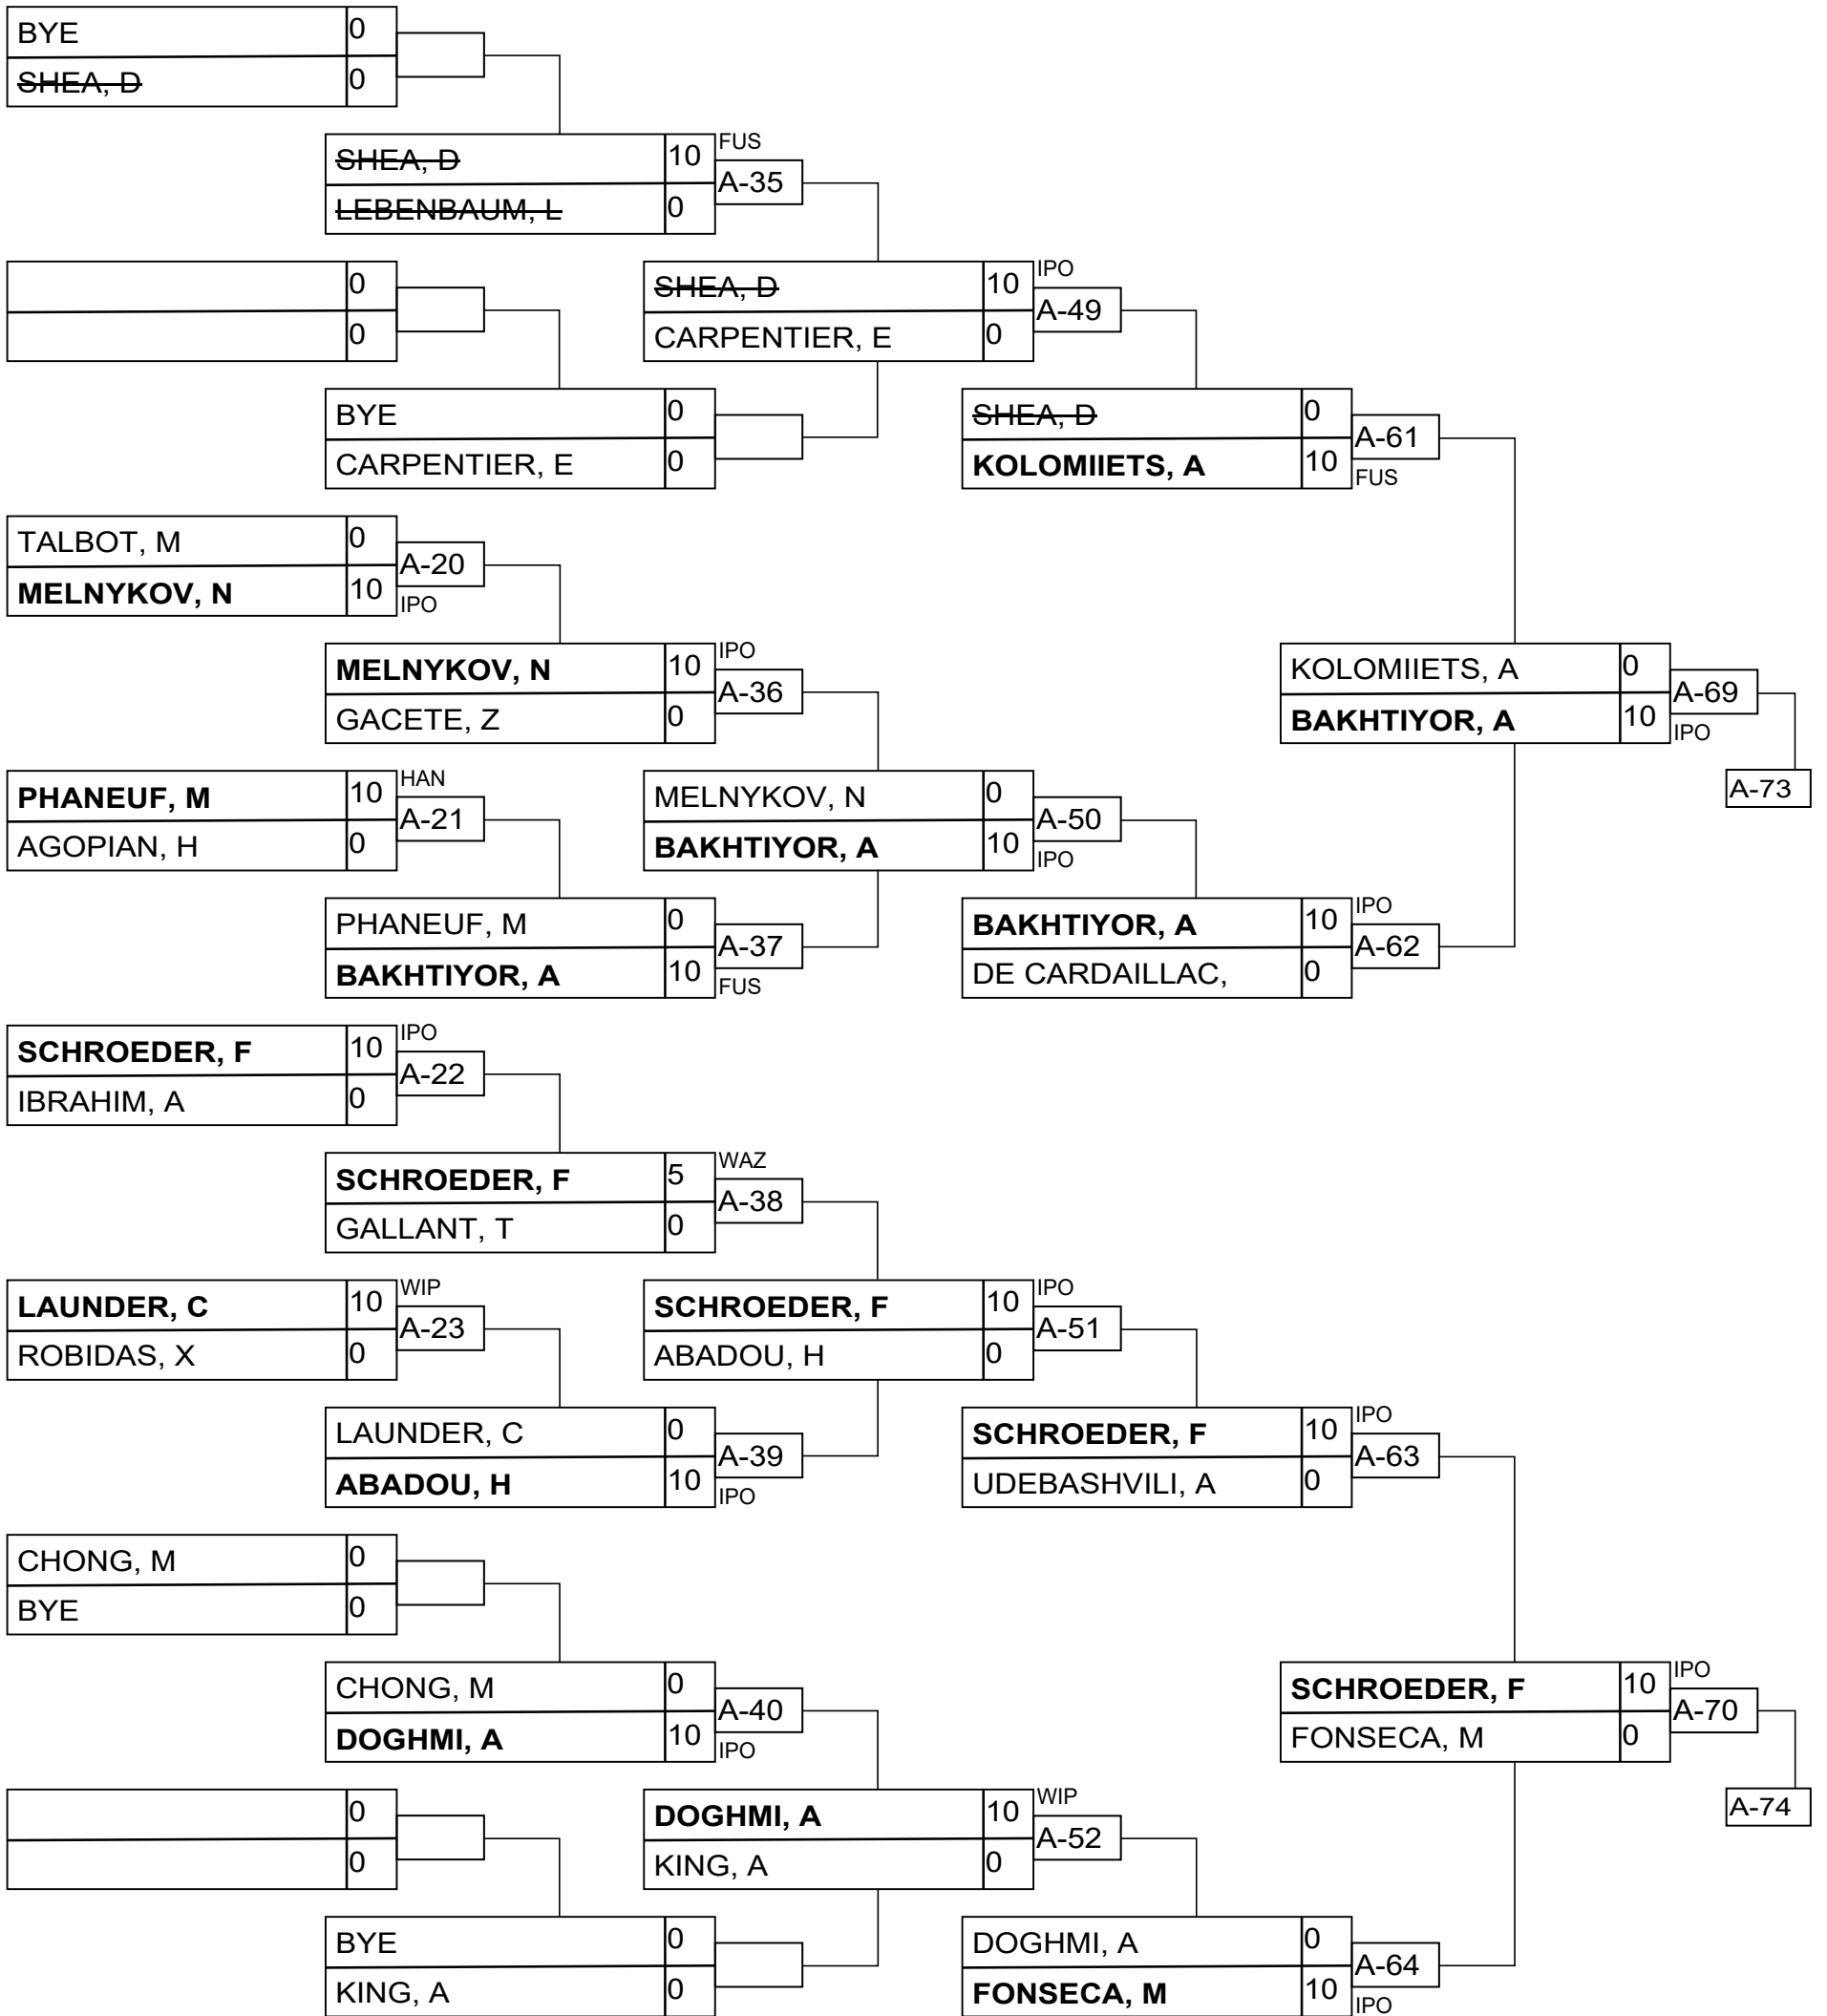 BYE 0
SHEA, D 0
SHEA, D 10 FUS
A-35
LEBENBAUM, L 0
0
0
SHEA, D 10 IPO
A-49
CARPENTIER, E 0
BYE 0
CARPENTIER, E 0
SHEA, D 0
A-61
KOLOMIIETS, A 10 FUS
TALBOT, M 0
A-20
MELNYKOV, N 10 IPO
MELNYKOV, N 10 IPO
A-36
GACETE, Z 0
KOLOMIIETS, A 0
A-69
BAKHTIYOR, A 10 IPO
A-73
PHANEUF, M 10 HAN
A-21
AGOPIAN, H 0
MELNYKOV, N 0
A-50
BAKHTIYOR, A 10 IPO
PHANEUF, M 0
A-37
BAKHTIYOR, A 10 FUS
BAKHTIYOR, A 10 IPO
A-62
DE CARDAILLAC, 0
SCHROEDER, F 10 IPO
A-22
IBRAHIM, A 0
SCHROEDER, F 5 WAZ
A-38
GALLANT, T 0
LAUNDER, C 10 WIP
A-23
ROBIDAS, X 0
SCHROEDER, F 10 IPO
A-51
ABADOU, H 0
LAUNDER, C 0
A-39
ABADOU, H 10 IPO
SCHROEDER, F 10 IPO
A-63
UDEBASHVILI, A 0
CHONG, M 0
BYE 0
CHONG, M 0
A-40
DOGHMI, A 10 IPO
SCHROEDER, F 10 IPO
A-70
FONSECA, M 0
A-74
0
0
DOGHMI, A 10 WIP
A-52
KING, A 0
BYE 0
KING, A 0
DOGHMI, A 0
A-64
FONSECA, M 10 IPO